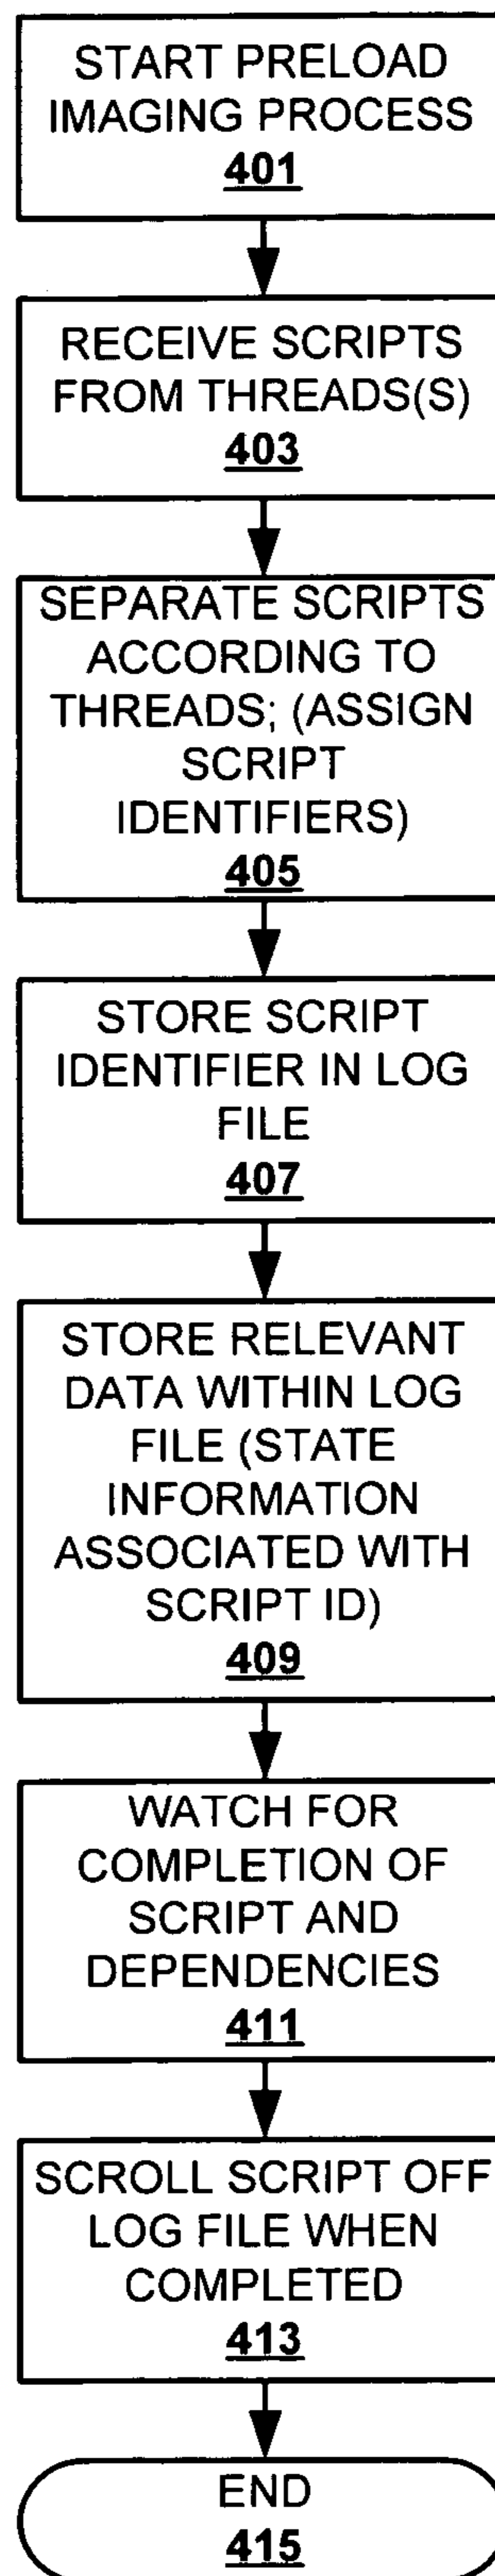 START PRELOAD
IMAGING PROCESS
401
RECEIVE SCRIPTS
FROM THREADS(S)
403
SEPARATE SCRIPTS
ACCORDING TO
THREADS; (ASSIGN
SCRIPT
IDENTIFIERS)
405
STORE SCRIPT
IDENTIFIER IN LOG
FILE
407
STORE RELEVANT
DATA WITHIN LOG
FILE (STATE
INFORMATION
ASSOCIATED WITH
SCRIPT ID)
409
WATCH FOR
COMPLETION OF
SCRIPT AND
DEPENDENCIES
411
SCROLL SCRIPT OFF
LOG FILE WHEN
COMPLETED
413
END
415